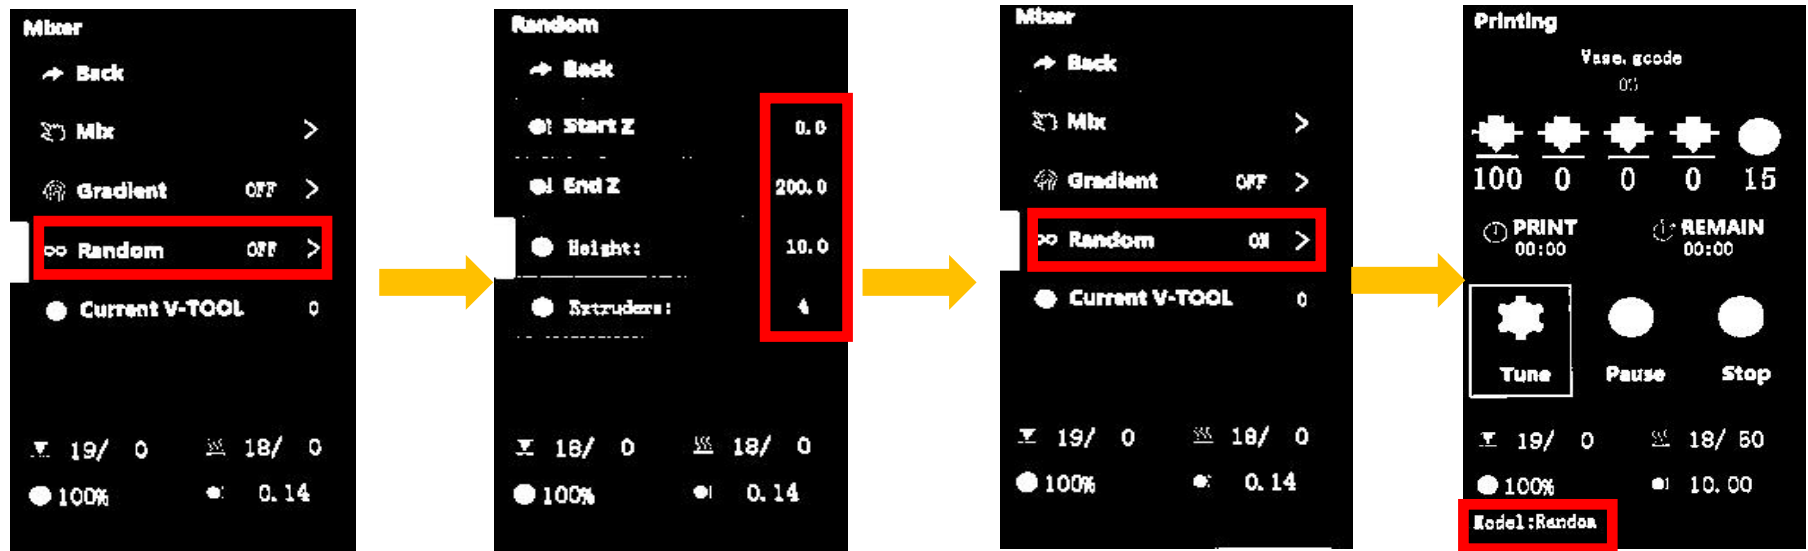 Mixer
Back
Mix >
Gradient OFF >
Random OFF >
Current V-TOOL 0
19/ 0 18/ 0
100% 0.14
Random
Back
Start Z 0.0
End Z 200.0
Height: 10.0
Extruders: 4
18/ 0 18/ 0
100% 0.14
Mixer
Back
Mix >
Gradient OFF >
Random ON >
Current V-TOOL 0
19/ 0 18/ 0
100% 0.14
Printing
Vase.gcode
0%
100 0 0 0 15
PRINT REMAIN
00:00 00:00
Tune Pause Stop
19/ 0 18/ 50
100% 10.00
Model:Random